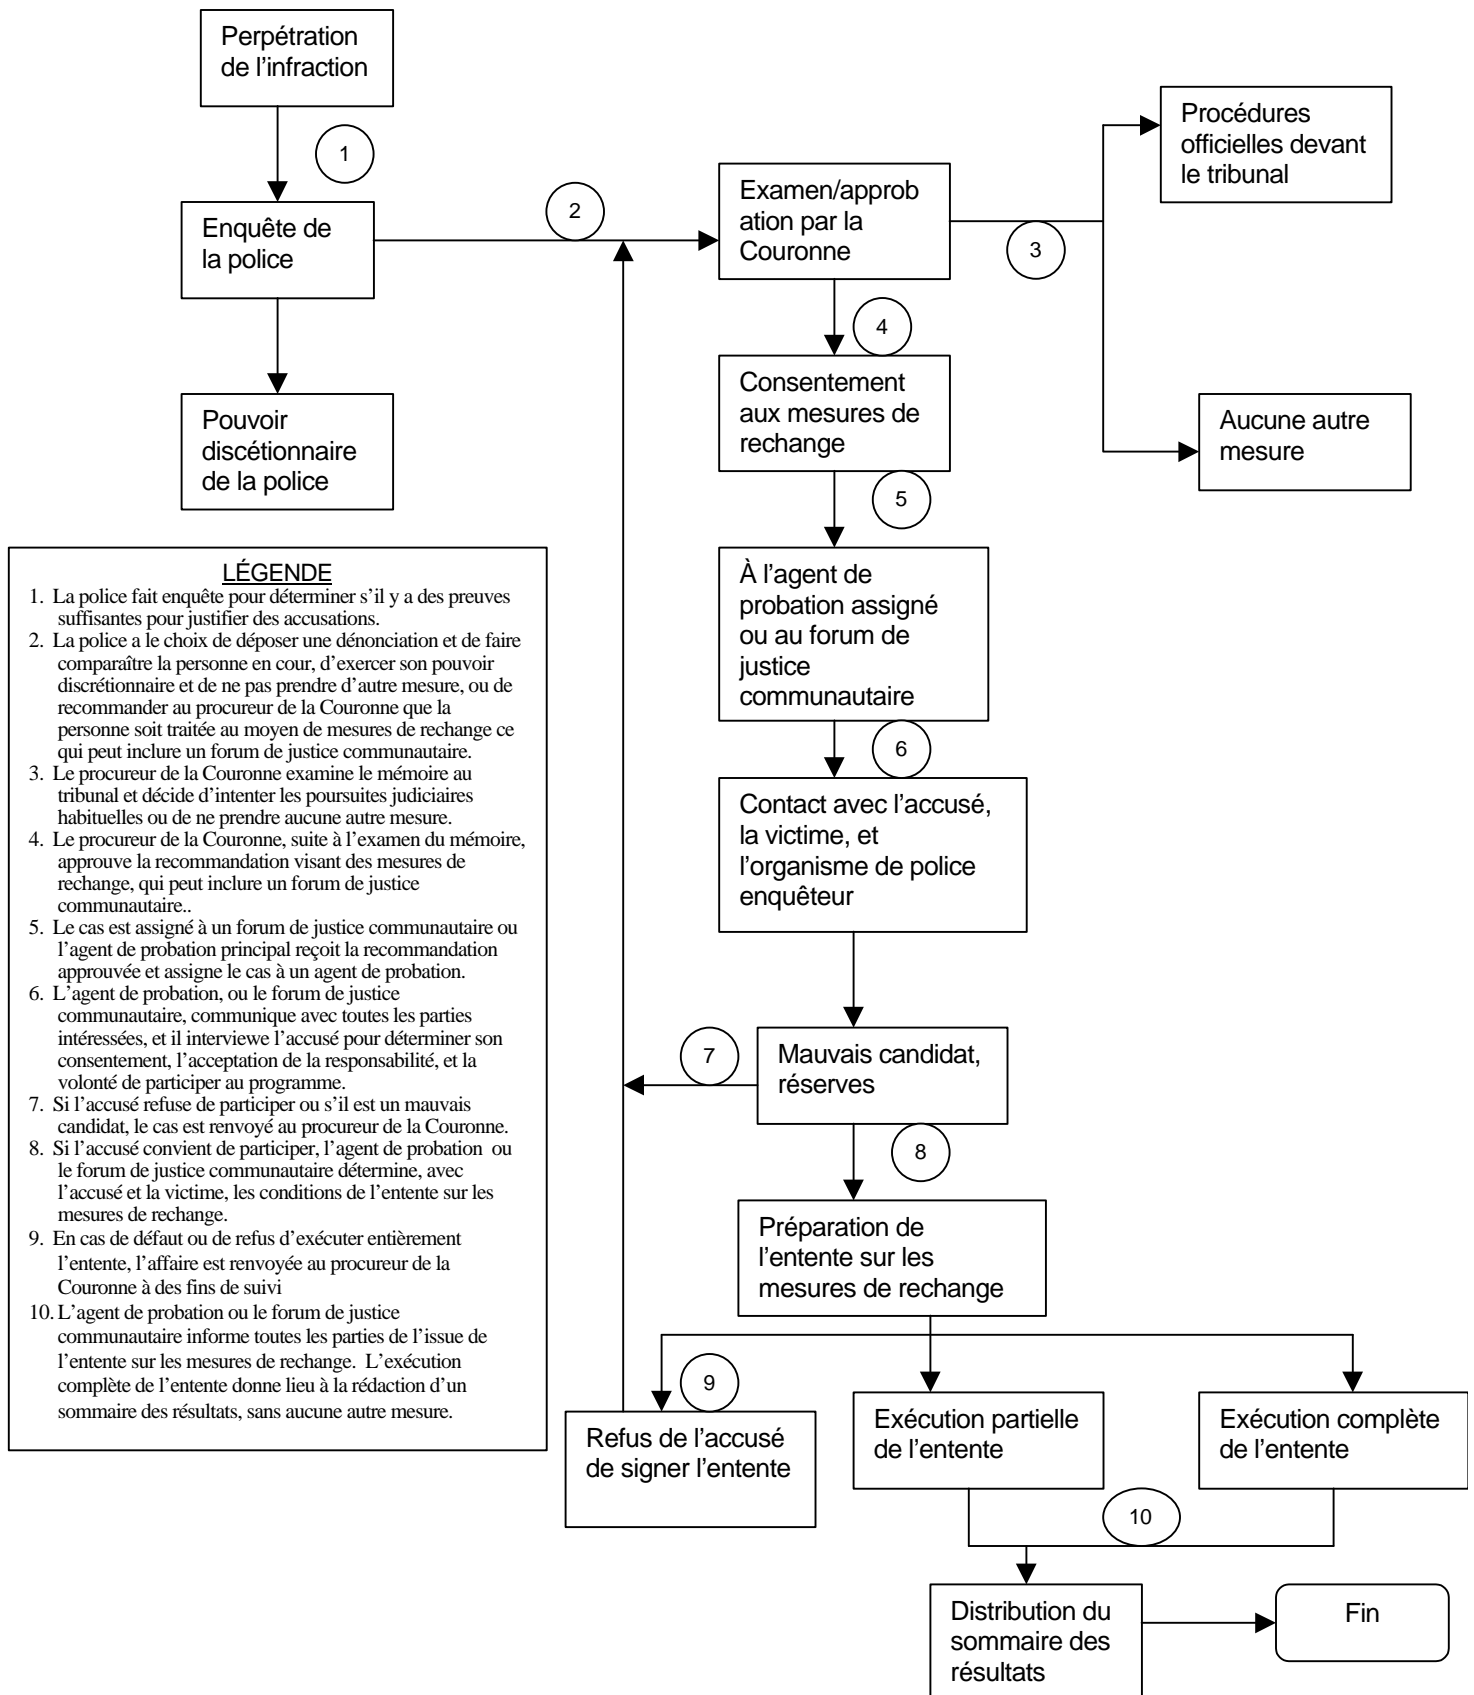 Perpétration
de l'infraction
1
Enquête de
la police
2
Examen/approb
ation par la
Couronne
3
Procédures
officielles devant
le tribunal
Aucune autre
mesure
Pouvoir
discétionnaire
de la police
4
Consentement
aux mesures de
rechange
5
À l'agent de
probation assigné
ou au forum de
justice
communautaire
6
Contact avec l'accusé,
la victime, et
l'organisme de police
enquêteur
7
Mauvais candidat,
réserves
8
Préparation de
l'entente sur les
mesures de rechange
9
Refus de l'accusé
de signer l'entente
Exécution partielle
de l'entente
Exécution complète
de l'entente
10
Distribution du
sommaire des
résultats
Fin
LÉGENDE
1. La police fait enquête pour déterminer s'il y a des preuves
suffisantes pour justifier des accusations.
2. La police a le choix de déposer une dénonciation et de faire
comparaître la personne en cour, d'exercer son pouvoir
discrétionnaire et de ne pas prendre d'autre mesure, ou de
recommander au procureur de la Couronne que la
personne soit traitée au moyen de mesures de rechange ce
qui peut inclure un forum de justice communautaire.
3. Le procureur de la Couronne examine le mémoire au
tribunal et décide d'intenter les poursuites judiciaires
habituelles ou de ne prendre aucune autre mesure.
4. Le procureur de la Couronne, suite à l'examen du mémoire,
approuve la recommandation visant des mesures de
rechange, qui peut inclure un forum de justice
communautaire..
5. Le cas est assigné à un forum de justice communautaire ou
l'agent de probation principal reçoit la recommandation
approuvée et assigne le cas à un agent de probation.
6. L'agent de probation, ou le forum de justice
communautaire, communique avec toutes les parties
intéressées, et il interviewe l'accusé pour déterminer son
consentement, l'acceptation de la responsabilité, et la
volonté de participer au programme.
7. Si l'accusé refuse de participer ou s'il est un mauvais
candidat, le cas est renvoyé au procureur de la Couronne.
8. Si l'accusé convient de participer, l'agent de probation ou
le forum de justice communautaire détermine, avec
l'accusé et la victime, les conditions de l'entente sur les
mesures de rechange.
9. En cas de défaut ou de refus d'exécuter entièrement
l'entente, l'affaire est renvoyée au procureur de la
Couronne à des fins de suivi
10. L'agent de probation ou le forum de justice
communautaire informe toutes les parties de l'issue de
l'entente sur les mesures de rechange. L'exécution
complète de l'entente donne lieu à la rédaction d'un
sommaire des résultats, sans aucune autre mesure.